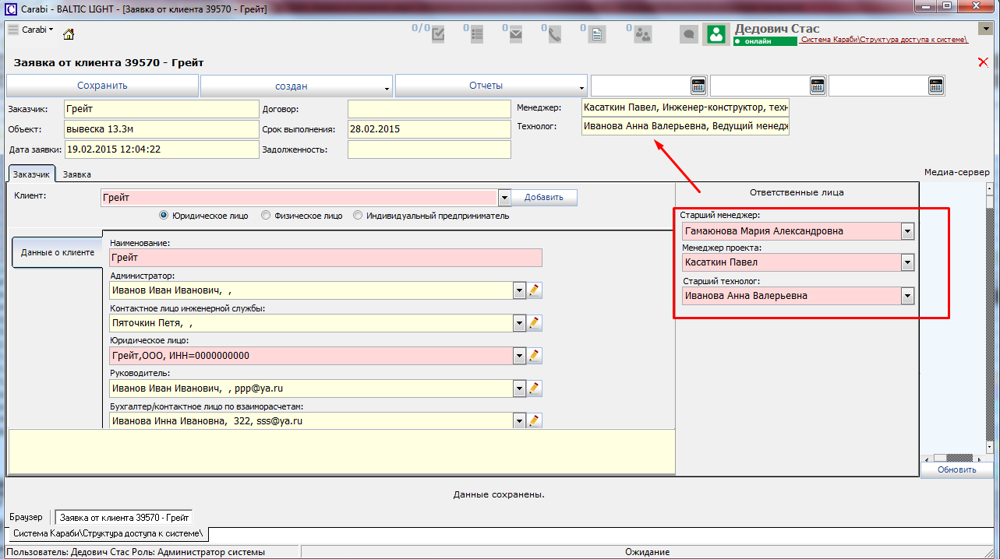 Carabi - BALTIC LIGHT - [Заявка от клиента 39570 - Грейт]
Carabi
0/0 0 0 0 0 0
Дедович Стас
онлайн
Система Караби\Структура доступа к системе\
Заявка от клиента 39570 - Грейт
Сохранить создан Отчеты
Заказчик: Грейт Договор: Менеджер: Касаткин Павел, Инженер-конструктор, техн
Объект: вывеска 13.3м Срок выполнения: 28.02.2015 Технолог: Иванова Анна Валерьевна, Ведущий менедж
Дата заявки: 19.02.2015 12:04:22 Задолженность:
Заказчик Заявка Медиа-сервер
Клиент: Грейт Добавить
Юридическое лицо Физическое лицо Индивидуальный предприниматель
Данные о клиенте
Наименование:
Грейт
Администратор:
Иванов Иван Иванович, ,
Контактное лицо инженерной службы:
Пяточкин Петя, ,
Юридическое лицо:
Грейт,ООО, ИНН=0000000000
Руководитель:
Иванов Иван Иванович, , ppp@ya.ru
Бухгалтер/контактное лицо по взаиморасчетам:
Иванова Инна Ивановна, 322, sss@ya.ru
Ответственные лица
Старший менеджер:
Гамаюнова Мария Александровна
Менеджер проекта:
Касаткин Павел
Старший технолог:
Иванова Анна Валерьевна
Обновить
Данные сохранены.
Браузер Заявка от клиента 39570 - Грейт
Система Караби\Структура доступа к системе\
Пользователь: Дедович Стас Роль: Администратор системы Ожидание